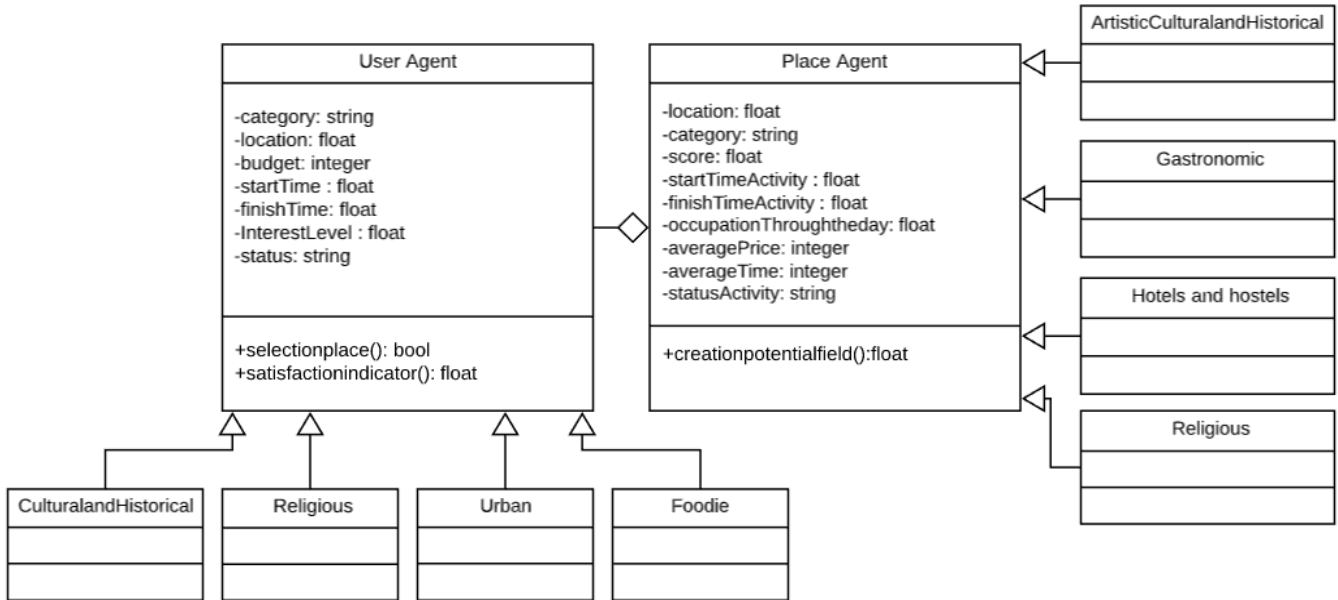 User Agent
-category: string
-location: float
-budget: integer
-startTime : float
-finishTime: float
-InterestLevel : float
-status: string
+selectionplace(): bool
+satisfactionindicator(): float
Place Agent
-location: float
-category: string
-score: float
-startTimeActivity : float
-finishTimeActivity : float
-occupationThroughtheday: float
-averagePrice: integer
-averageTime: integer
-statusActivity: string
+creationpotentialfield():float
ArtisticCulturalandHistorical
Gastronomic
Hotels and hostels
Religious
CulturalandHistorical
Religious
Urban
Foodie